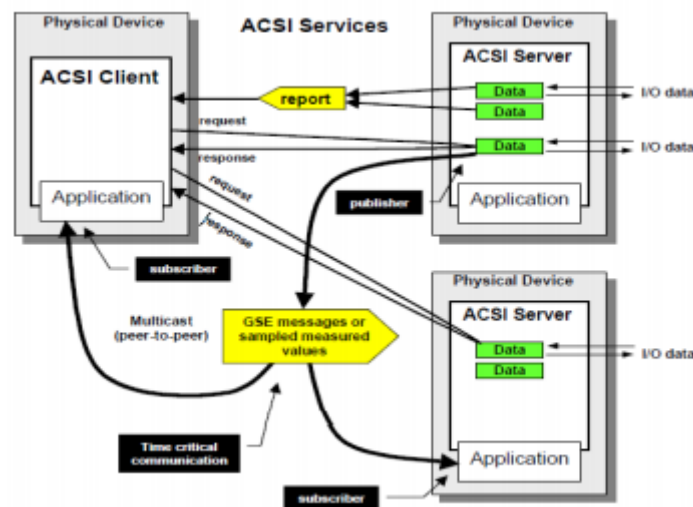 Physical Device
ACSI Services
Physical Device
ACSI Client
ACSI Server
report
Data
Data
Data
I/O data
I/O data
request
response
request
response
Application
publisher
Application
subscriber
Physical Device
ACSI Server
Multicast
(peer-to-peer)
GSE messages or
sampled measured
values
Data
Data
I/O data
Time critical
communication
Application
subscriber